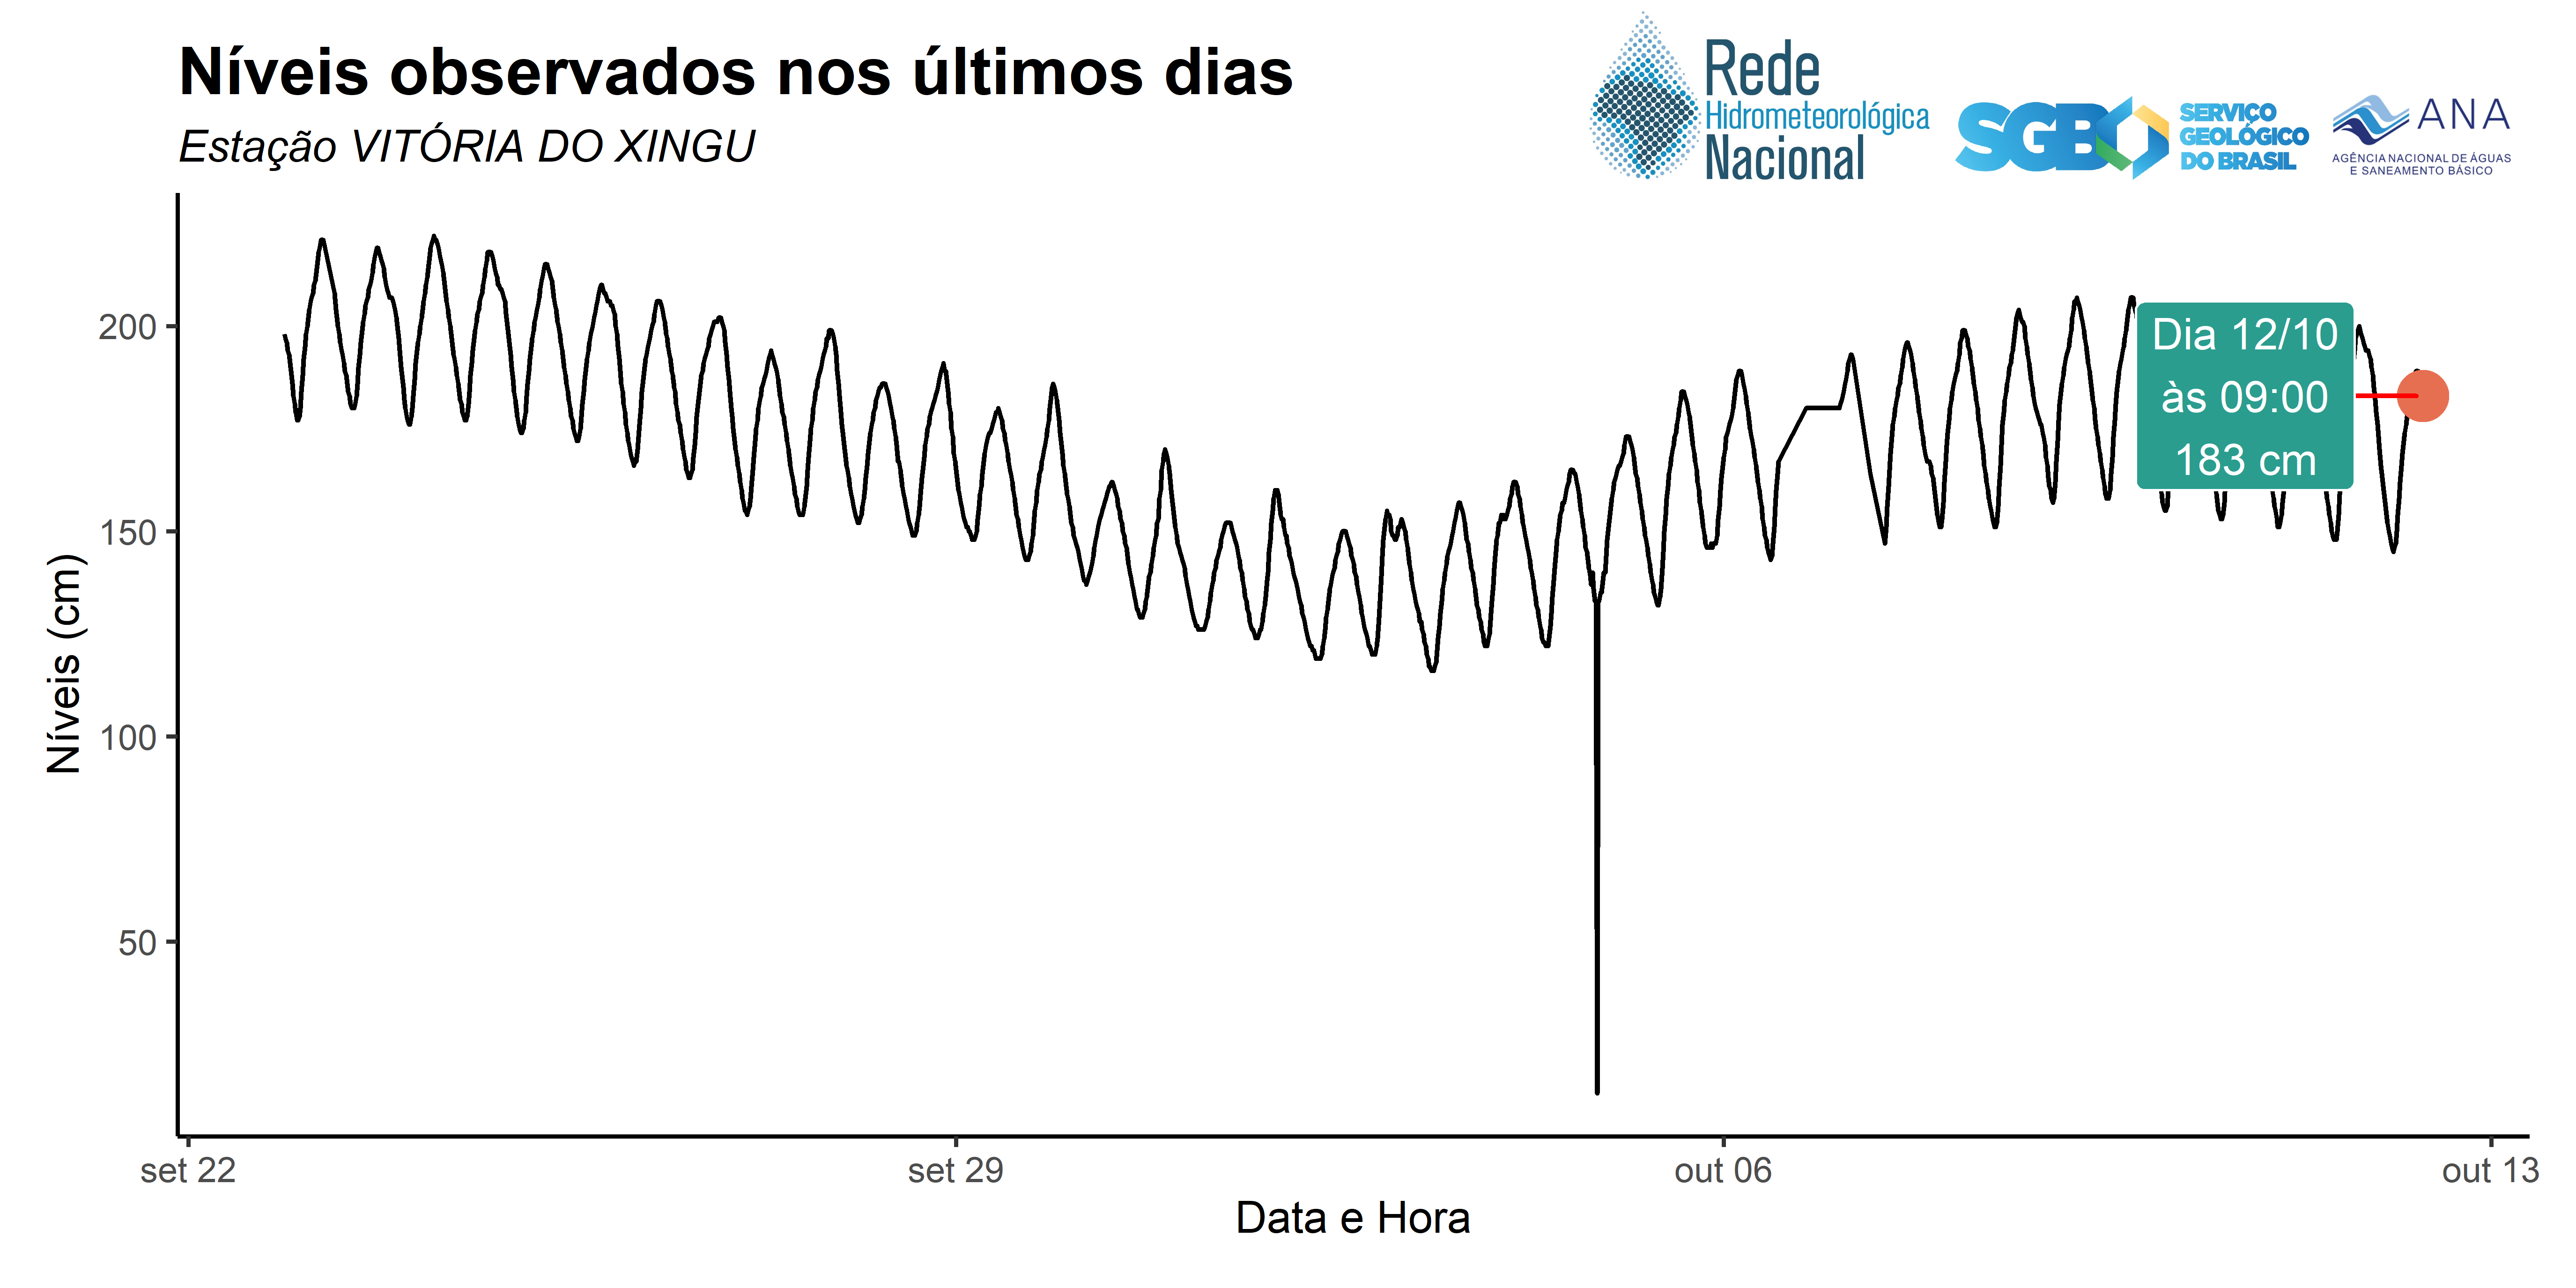 Níveis observados nos últimos dias
Estação VITÓRIA DO XINGU
Rede
Hidrometeorológica
Nacional
SGB
SERVIÇO
GEOLÓGICO
DO BRASIL
ANA
AGÊNCIA NACIONAL DE ÁGUAS
E SANEAMENTO BÁSICO
Níveis (cm)
200
150
100
50
Dia 12/10
às 09:00
183 cm
set 22
set 29
out 06
out 13
Data e Hora